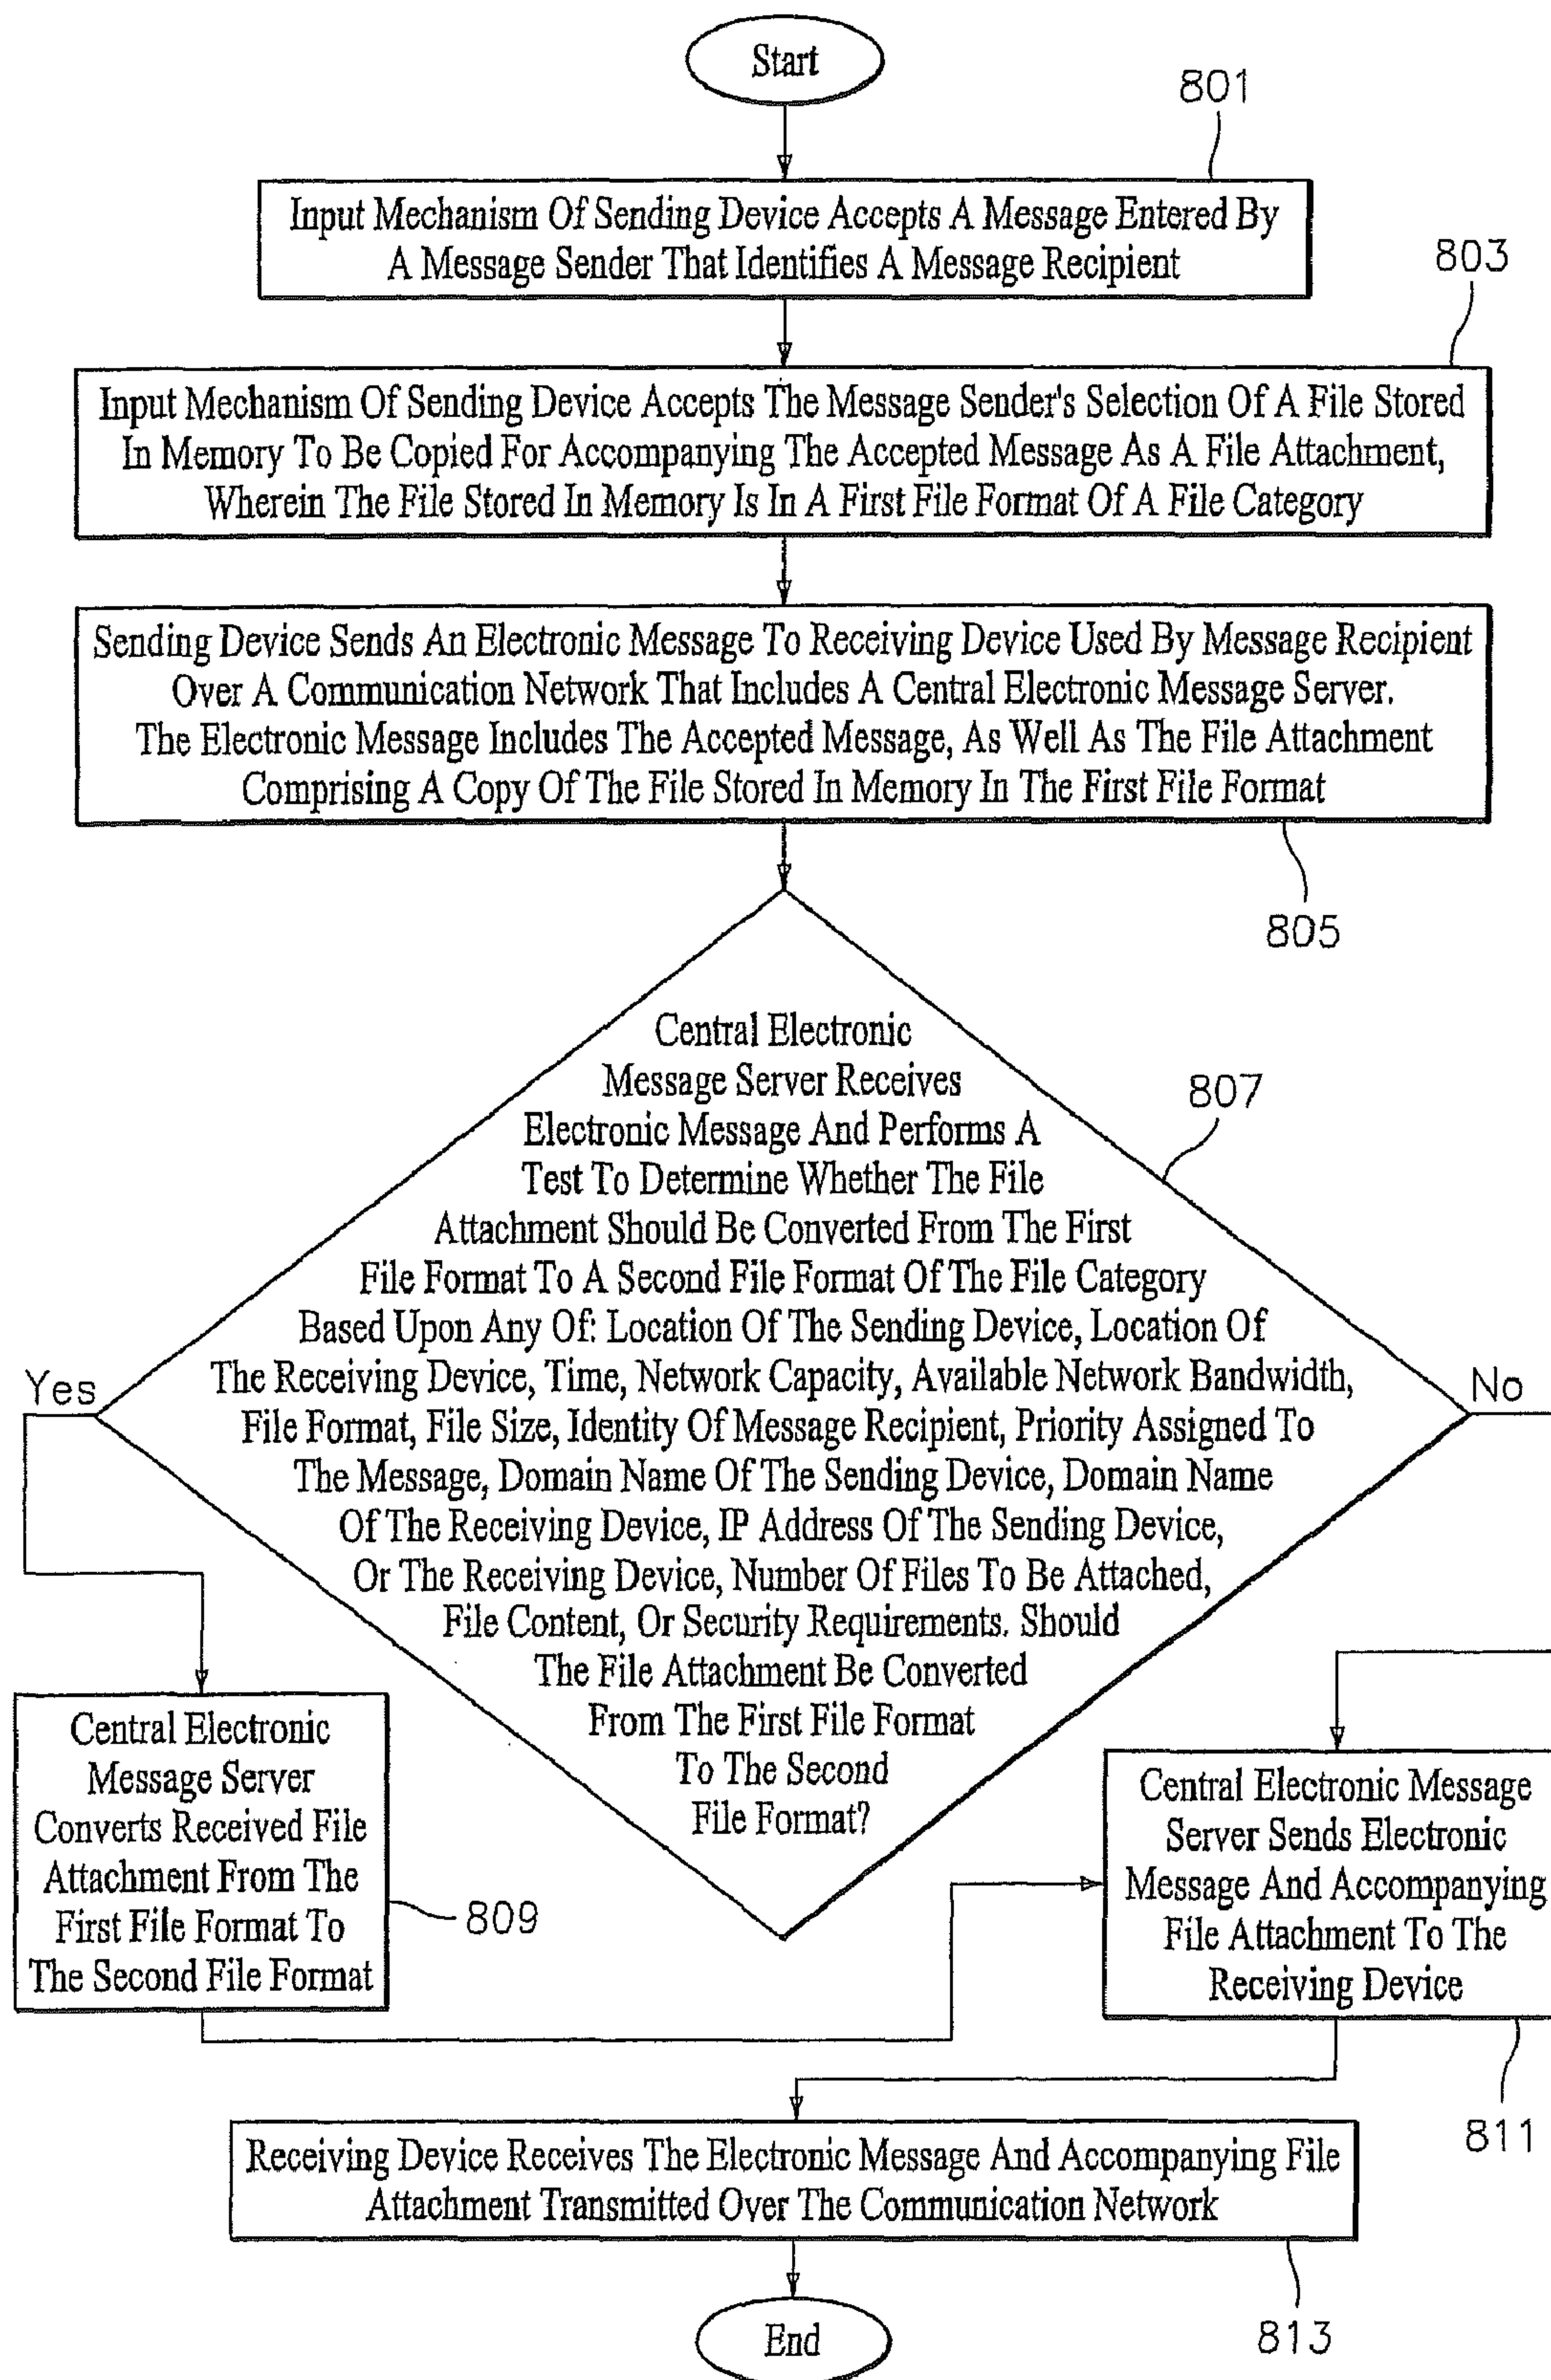 Start
801
Input Mechanism Of Sending Device Accepts A Message Entered By
A Message Sender That Identifies A Message Recipient
803
Input Mechanism Of Sending Device Accepts The Message Sender's Selection Of A File Stored
In Memory To Be Copied For Accompanying The Accepted Message As A File Attachment,
Wherein The File Stored In Memory Is In A First File Format Of A File Category
Sending Device Sends An Electronic Message To Receiving Device Used By Message Recipient
Over A Communication Network That Includes A Central Electronic Message Server.
The Electronic Message Includes The Accepted Message, As Well As The File Attachment
Comprising A Copy Of The File Stored In Memory In The First File Format
805
Central Electronic
Message Server Receives
Electronic Message And Performs A
Test To Determine Whether The File
Attachment Should Be Converted From The First
File Format To A Second File Format Of The File Category
Based Upon Any Of: Location Of The Sending Device, Location Of
The Receiving Device, Time, Network Capacity, Available Network Bandwidth,
File Format, File Size, Identity Of Message Recipient, Priority Assigned To
The Message, Domain Name Of The Sending Device, Domain Name
Of The Receiving Device, IP Address Of The Sending Device,
Or The Receiving Device, Number Of Files To Be Attached,
File Content, Or Security Requirements. Should
The File Attachment Be Converted
From The First File Format
To The Second
File Format?
807
Yes
No
Central Electronic
Message Server
Converts Received File
Attachment From The
First File Format To
The Second File Format
809
Central Electronic Message
Server Sends Electronic
Message And Accompanying
File Attachment To The
Receiving Device
811
Receiving Device Receives The Electronic Message And Accompanying File
Attachment Transmitted Over The Communication Network
813
End